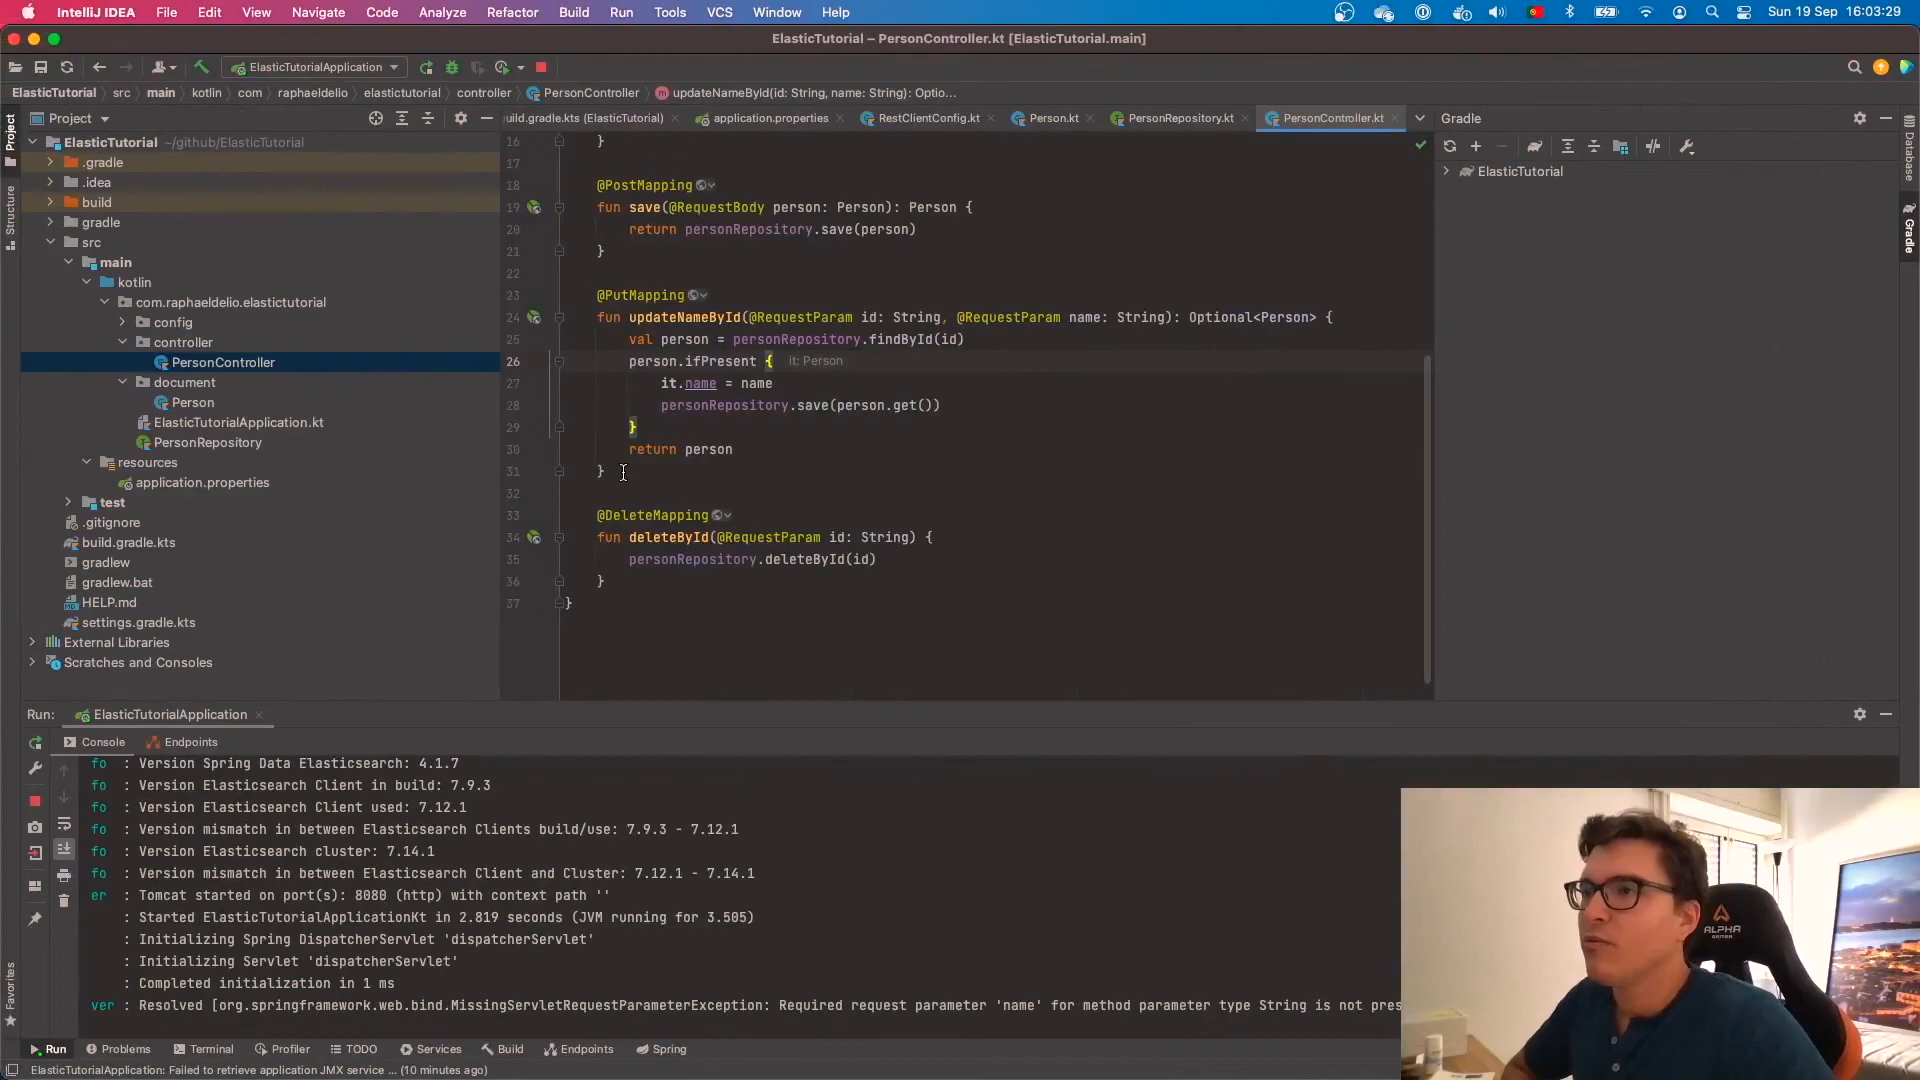 IntelliJ IDEA File Edit View Navigate Code Analyze Refactor Build Run Tools VCS Window Help Sun 19 Sep 16:03:29
ElasticTutorial – PersonController.kt [ElasticTutorial.main]
ElasticTutorialApplication
ElasticTutorial src main kotlin com raphaeldelio elastictutorial controller PersonController updateNameById(id: String, name: String): Optio...
Project
uild.gradle.kts (ElasticTutorial) application.properties RestClientConfig.kt Person.kt PersonRepository.kt PersonController.kt
Gradle
ElasticTutorial
Project
Structure
Favorites
Database
Gradle
ElasticTutorial ~/github/ElasticTutorial
.gradle
.idea
build
gradle
src
main
kotlin
com.raphaeldelio.elastictutorial
config
controller
PersonController
document
Person
ElasticTutorialApplication.kt
PersonRepository
resources
application.properties
test
.gitignore
build.gradle.kts
gradlew
gradlew.bat
HELP.md
settings.gradle.kts
External Libraries
Scratches and Consoles
16 }
17
18 @PostMapping
19 fun save(@RequestBody person: Person): Person {
20 return personRepository.save(person)
21 }
22
23 @PutMapping
24 fun updateNameById(@RequestParam id: String, @RequestParam name: String): Optional<Person> {
25 val person = personRepository.findById(id)
26 person.ifPresent { it: Person
27 it.name = name
28 personRepository.save(person.get())
29 }
30 return person
31 }
32
33 @DeleteMapping
34 fun deleteById(@RequestParam id: String) {
35 personRepository.deleteById(id)
36 }
37 }
Run: ElasticTutorialApplication
Console Endpoints
fo : Version Spring Data Elasticsearch: 4.1.7
fo : Version Elasticsearch Client in build: 7.9.3
fo : Version Elasticsearch Client used: 7.12.1
fo : Version mismatch in between Elasticsearch Clients build/use: 7.9.3 - 7.12.1
fo : Version Elasticsearch cluster: 7.14.1
fo : Version mismatch in between Elasticsearch Client and Cluster: 7.12.1 - 7.14.1
er : Tomcat started on port(s): 8080 (http) with context path ''
: Started ElasticTutorialApplicationKt in 2.819 seconds (JVM running for 3.505)
: Initializing Spring DispatcherServlet 'dispatcherServlet'
: Initializing Servlet 'dispatcherServlet'
: Completed initialization in 1 ms
ver : Resolved [org.springframework.web.bind.MissingServletRequestParameterException: Required request parameter 'name' for method parameter type String is not pres
ALPHA
GAMER
Run Problems Terminal Profiler TODO Services Build Endpoints Spring
ElasticTutorialApplication: Failed to retrieve application JMX service ... (10 minutes ago)